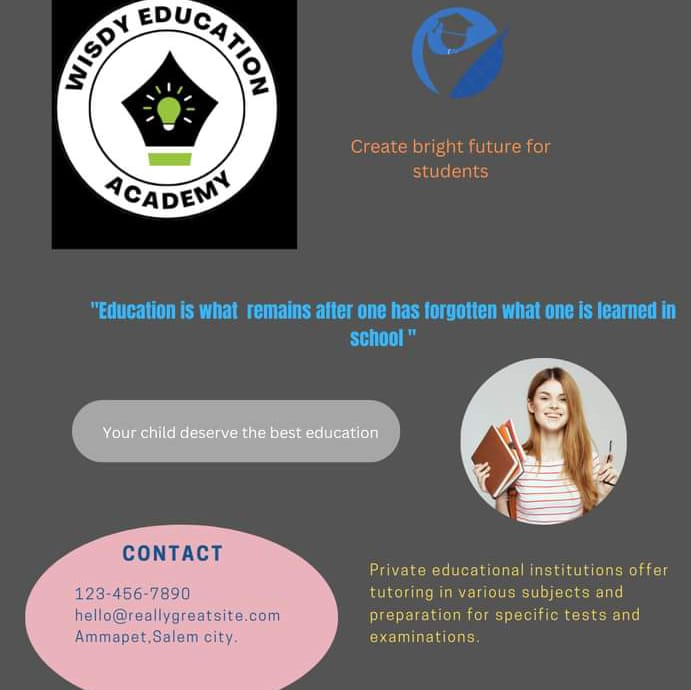 WISDY EDUCATION
ACADEMY
Create bright future for
students
"Education is what  remains after one has forgotten what one is learned in
school "
Your child deserve the best education
CONTACT
123-456-7890
hello@reallygreatsite.com
Ammapet,Salem city.
Private educational institutions offer
tutoring in various subjects and
preparation for specific tests and
examinations.